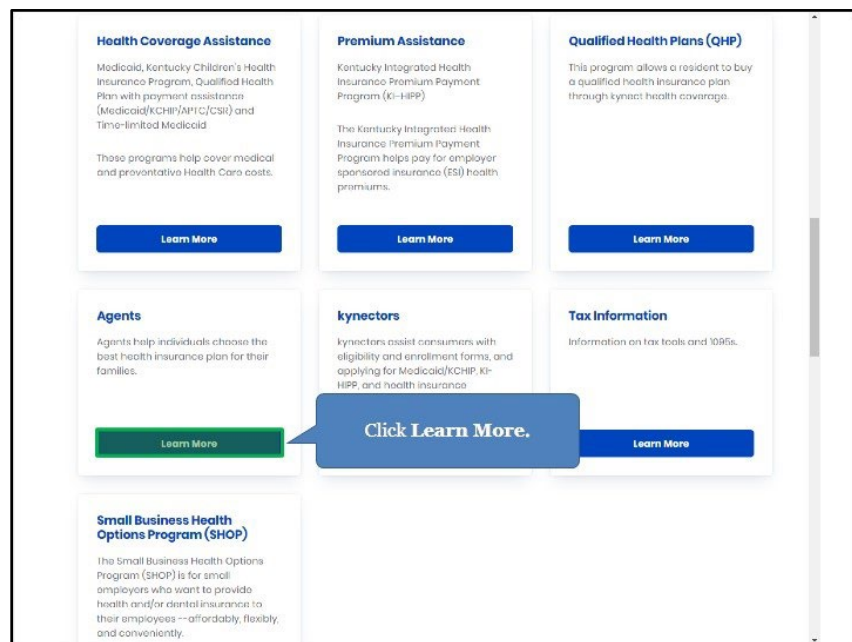 Health Coverage Assistance
Medicaid, Kentucky Children's Health
Insurance Program, Qualified Health
Plan with payment assistance
(Medicaid/KCHIP/APTC/CSR) and
Time-limited Medicaid
These programs help cover medical
and preventative Health Care costs.
Learn More
Premium Assistance
Kentucky Integrated Health
Insurance Premium Payment
Program (KI-HIPP)
The Kentucky Integrated Health
Insurance Premium Payment
Program helps pay for employer
sponsored insurance (ESI) health
premiums.
Learn More
Qualified Health Plans (QHP)
This program allows a resident to buy
a qualified health insurance plan
through kynect health coverage.
Learn More
Agents
Agents help individuals choose the
best health insurance plan for their
families.
Learn More
kynectors
kynectors assist consumers with
eligibility and enrollment forms, and
applying for Medicaid/KCHIP, KI-
HIPP, and health insurance
Click Learn More.
Tax Information
Information on tax tools and 1095s.
Learn More
Small Business Health
Options Program (SHOP)
The Small Business Health Options
Program (SHOP) is for small
employers who want to provide
health and/or dental insurance to
their employees --affordably, flexibly,
and conveniently.